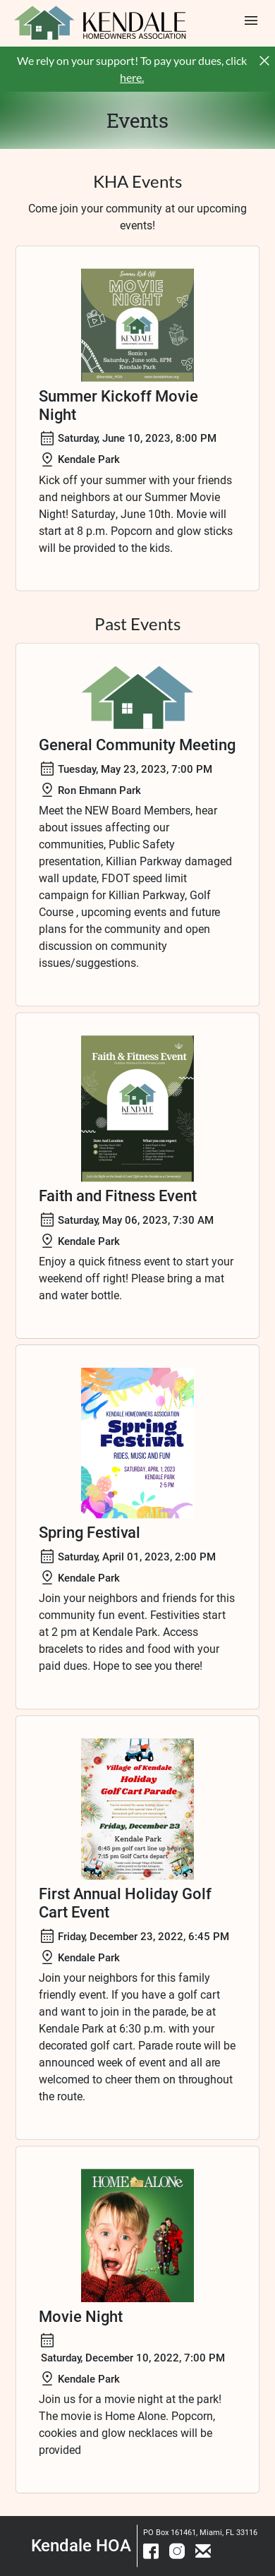 KENDALE
HOMEOWNERS ASSOCIATION
We rely on your support! To pay your dues, click
here.
Events
KHA Events
Come join your community at our upcoming
events!
Summer Kick Off
MOVIE
NIGHT
KENDALE
Sonic 2
Saturday, June 10th, 8PM
Kendale Park
Summer Kickoff Movie
Night
Saturday, June 10, 2023, 8:00 PM
Kendale Park
Kick off your summer with your friends
and neighbors at our Summer Movie
Night! Saturday, June 10th. Movie will
start at 8 p.m. Popcorn and glow sticks
will be provided to the kids.
Past Events
General Community Meeting
Tuesday, May 23, 2023, 7:00 PM
Ron Ehmann Park
Meet the NEW Board Members, hear
about issues affecting our
communities, Public Safety
presentation, Killian Parkway damaged
wall update, FDOT speed limit
campaign for Killian Parkway, Golf
Course , upcoming events and future
plans for the community and open
discussion on community
issues/suggestions.
Faith & Fitness Event
KENDALE
Date And Location
What you can expect
Faith and Fitness Event
Saturday, May 06, 2023, 7:30 AM
Kendale Park
Enjoy a quick fitness event to start your
weekend off right! Please bring a mat
and water bottle.
KENDALE HOMEOWNERS ASSOCIATION
Spring
Festival
RIDES, MUSIC AND FUN!
SATURDAY, APRIL 1, 2023
KENDALE PARK
2-5 PM
Spring Festival
Saturday, April 01, 2023, 2:00 PM
Kendale Park
Join your neighbors and friends for this
community fun event. Festivities start
at 2 pm at Kendale Park. Access
bracelets to rides and food with your
paid dues. Hope to see you there!
Village of Kendale
Holiday
Golf Cart Parade
Friday, December 23
Kendale Park
6:45 pm golf cart line up begins
7:15 pm Golf Carts depart
First Annual Holiday Golf
Cart Event
Friday, December 23, 2022, 6:45 PM
Kendale Park
Join your neighbors for this family
friendly event. If you have a golf cart
and want to join in the parade, be at
Kendale Park at 6:30 p.m. with your
decorated golf cart. Parade route will be
announced week of event and all are
welcomed to cheer them on throughout
the route.
HOME ALONe
Movie Night
Saturday, December 10, 2022, 7:00 PM
Kendale Park
Join us for a movie night at the park!
The movie is Home Alone. Popcorn,
cookies and glow necklaces will be
provided
Kendale HOA
PO Box 161461, Miami, FL 33116